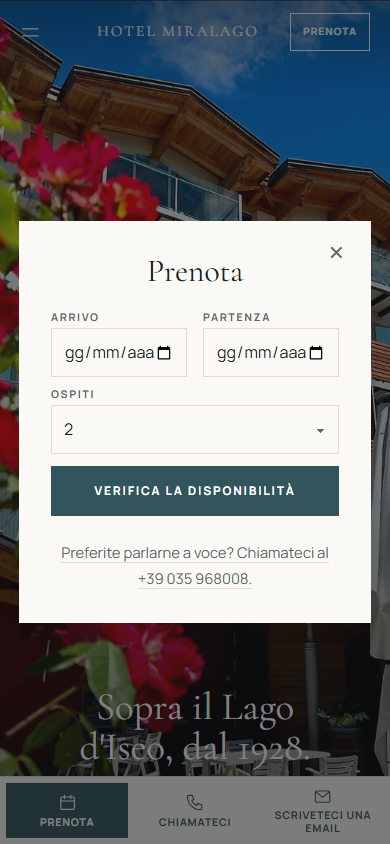 HOTEL MIRALAGO
PRENOTA
Prenota
ARRIVO
PARTENZA
gg/mm/aaa
gg/mm/aaa
OSPITI
2
VERIFICA LA DISPONIBILITÀ
Preferite parlarne a voce? Chiamateci al
+39 035 968008.
Sopra il Lago
d'Iseo, dal 1928.
PRENOTA
CHIAMATECI
SCRIVETECI UNA
EMAIL